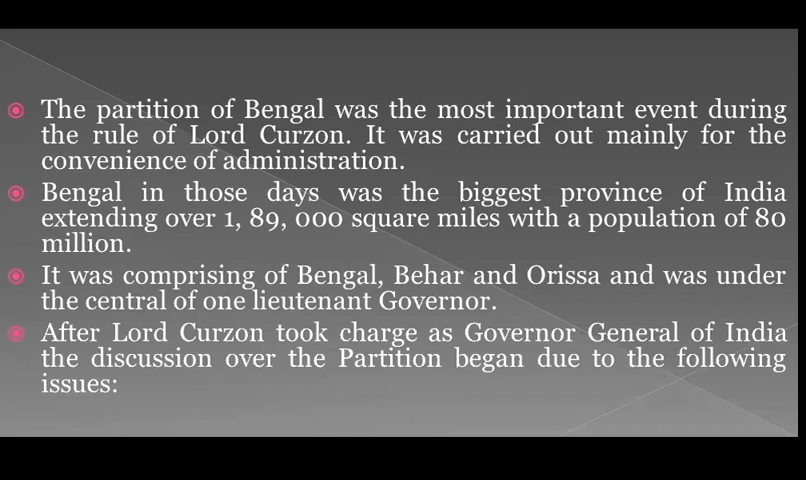 The partition of Bengal was the most important event during
the rule of Lord Curzon. It was carried out mainly for the
convenience of administration.
Bengal in those days was the biggest province of India
extending over 1, 89, 000 square miles with a population of 80
million.
It was comprising of Bengal, Behar and Orissa and was under
the central of one lieutenant Governor.
After Lord Curzon took charge as Governor General of India
the discussion over the Partition began due to the following
issues: